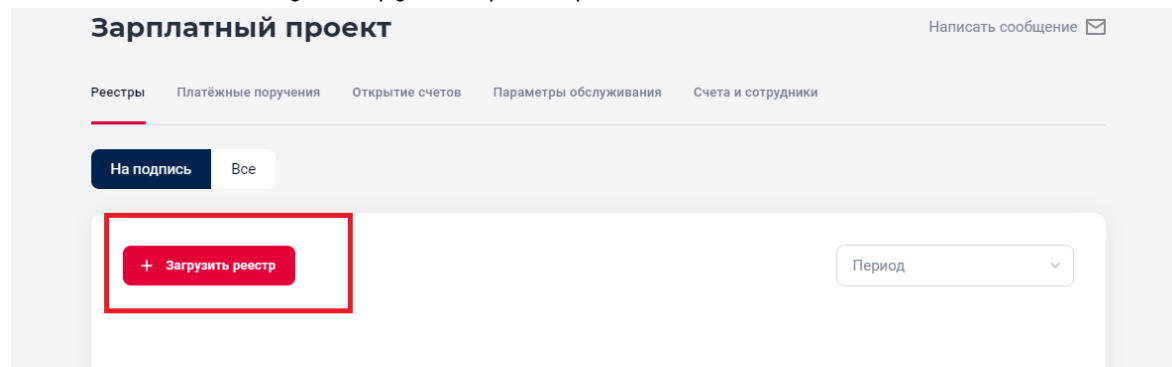 Зарплатный проект
Написать сообщение
Реестры Платёжные поручения Открытие счетов Параметры обслуживания Счета и сотрудники
На подпись Все
+ Загрузить реестр Период